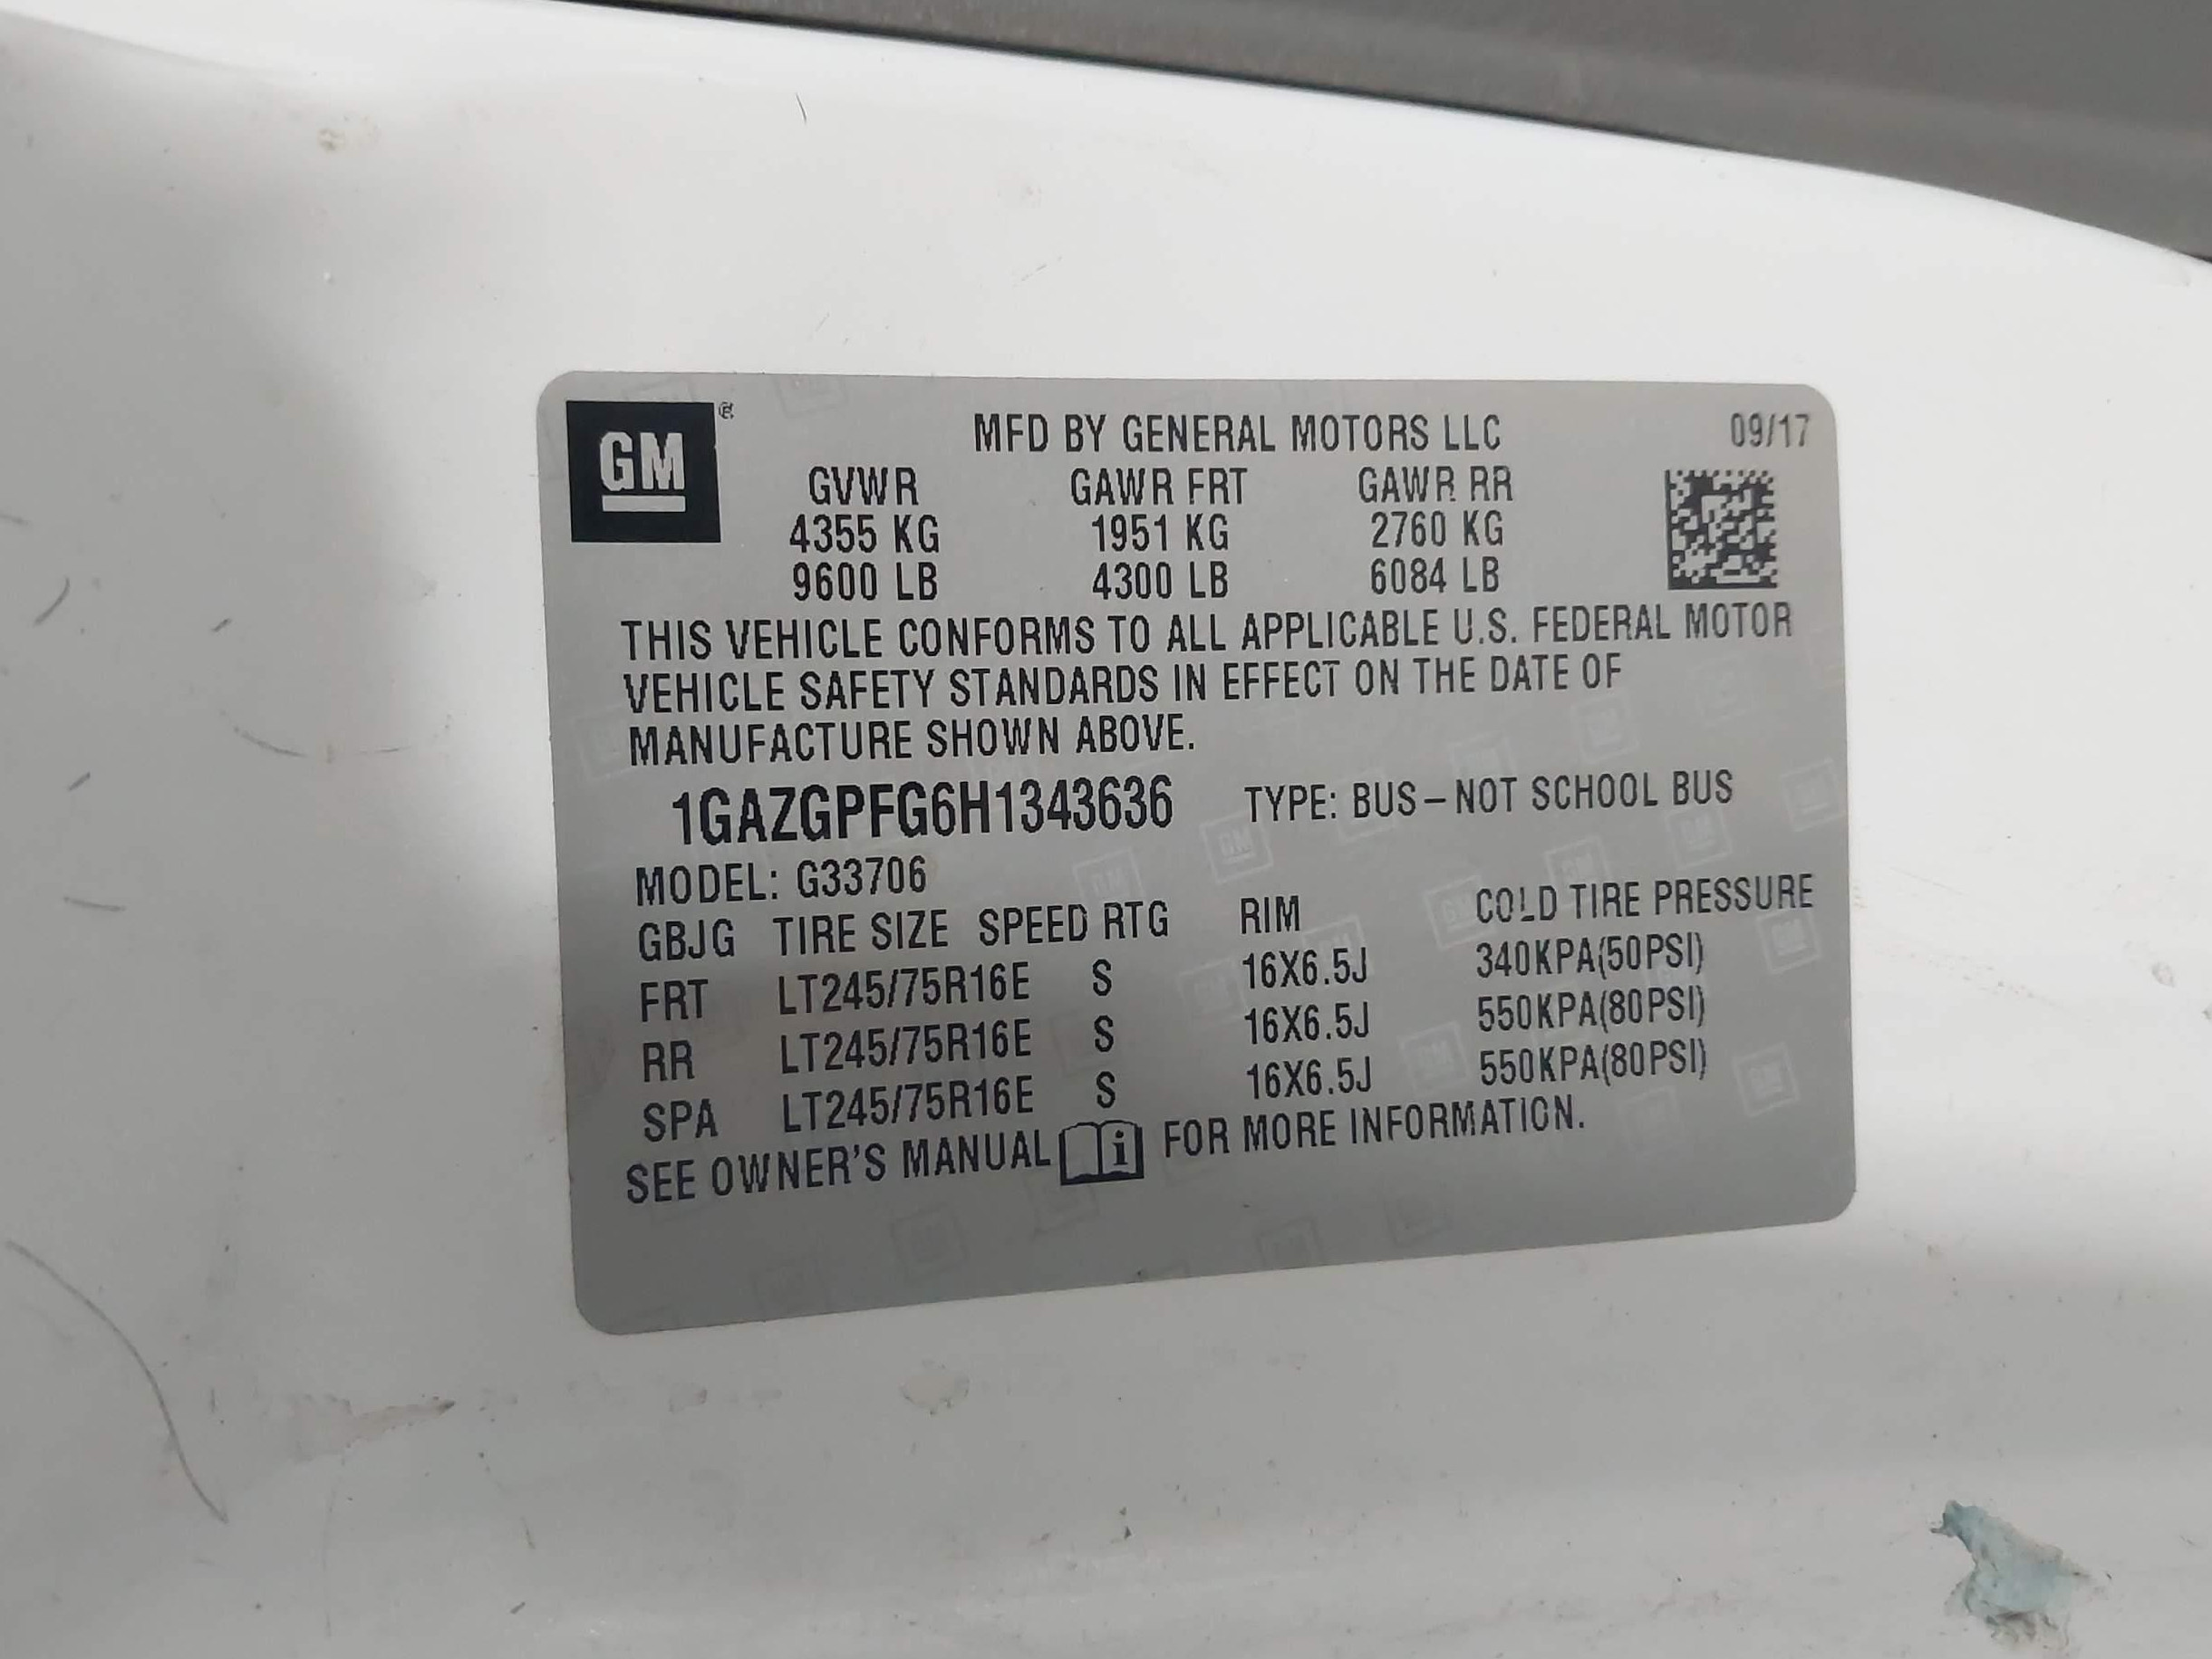 GM®
MFD BY GENERAL MOTORS LLC 09/17
GVWR GAWR FRT GAWR RR
4355 KG 1951 KG 2760 KG
9600 LB 4300 LB 6084 LB
THIS VEHICLE CONFORMS TO ALL APPLICABLE U.S. FEDERAL MOTOR
VEHICLE SAFETY STANDARDS IN EFFECT ON THE DATE OF
MANUFACTURE SHOWN ABOVE.
1GAZGPFG6H1343636 TYPE: BUS – NOT SCHOOL BUS
MODEL: G33706
GBJG TIRE SIZE SPEED RTG RIM COLD TIRE PRESSURE
FRT LT245/75R16E S 16X6.5J 340KPA(50PSI)
RR LT245/75R16E S 16X6.5J 550KPA(80PSI)
SPA LT245/75R16E S 16X6.5J 550KPA(80PSI)
SEE OWNER'S MANUAL i FOR MORE INFORMATION.